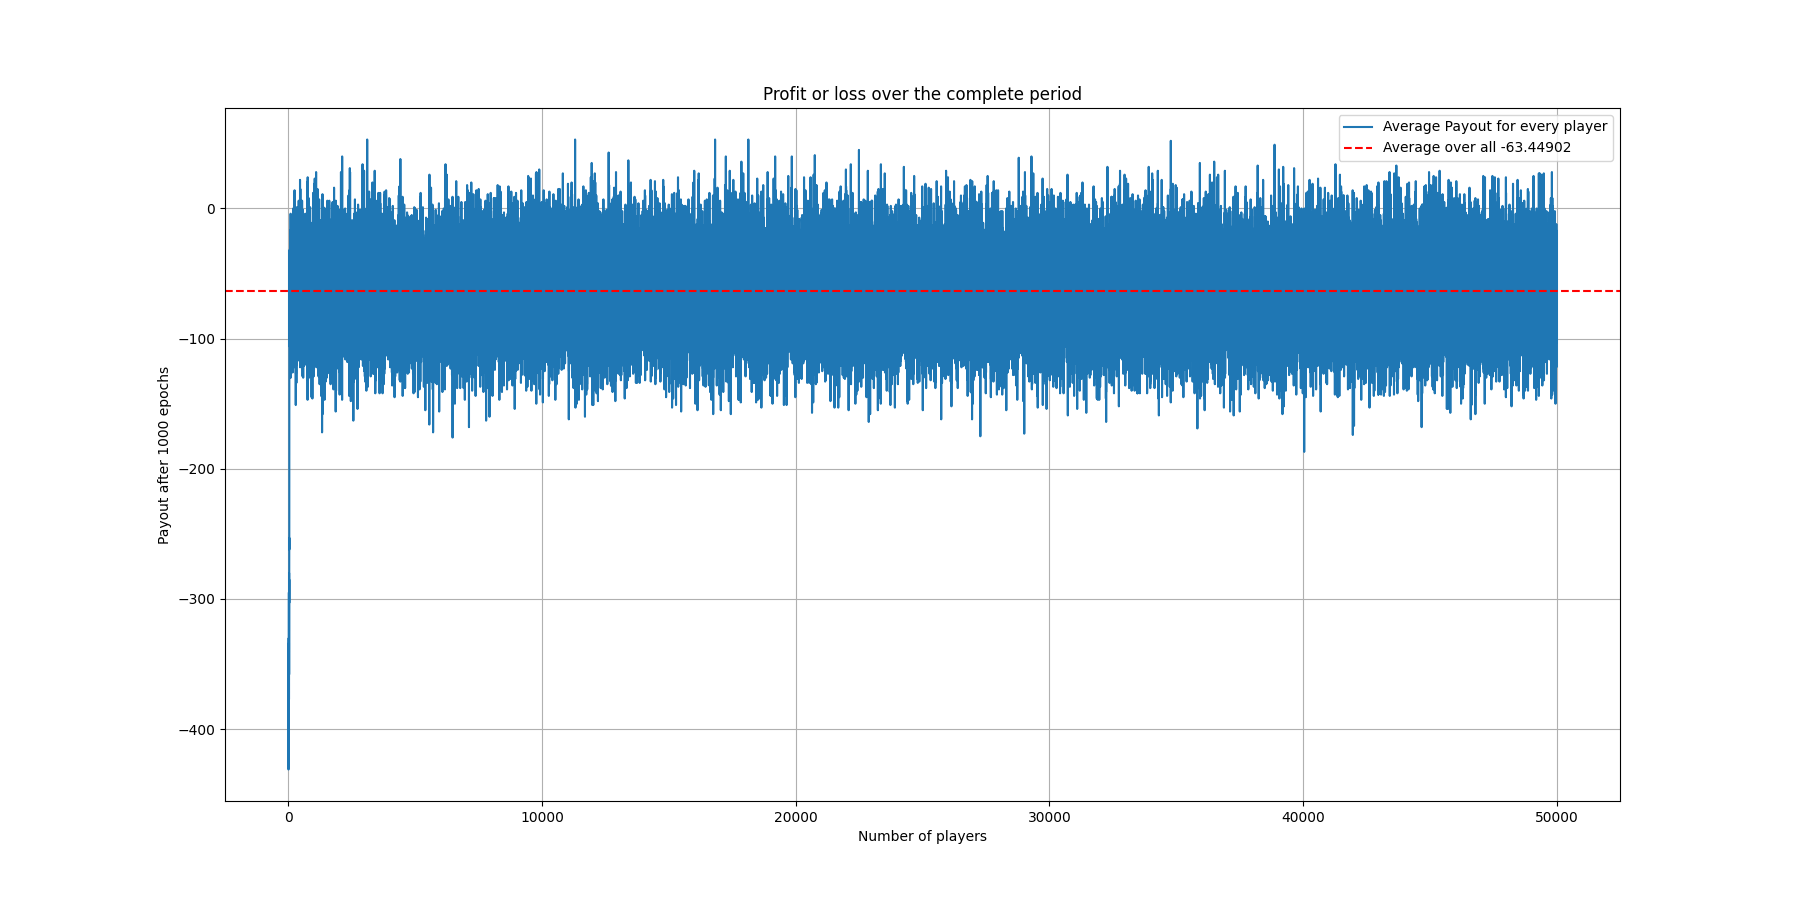 Profit or loss over the complete period
Average Payout for every player
Average over all -63.44902
Payout after 1000 epochs
0
−100
−200
−300
−400
0 10000 20000 30000 40000 50000
Number of players